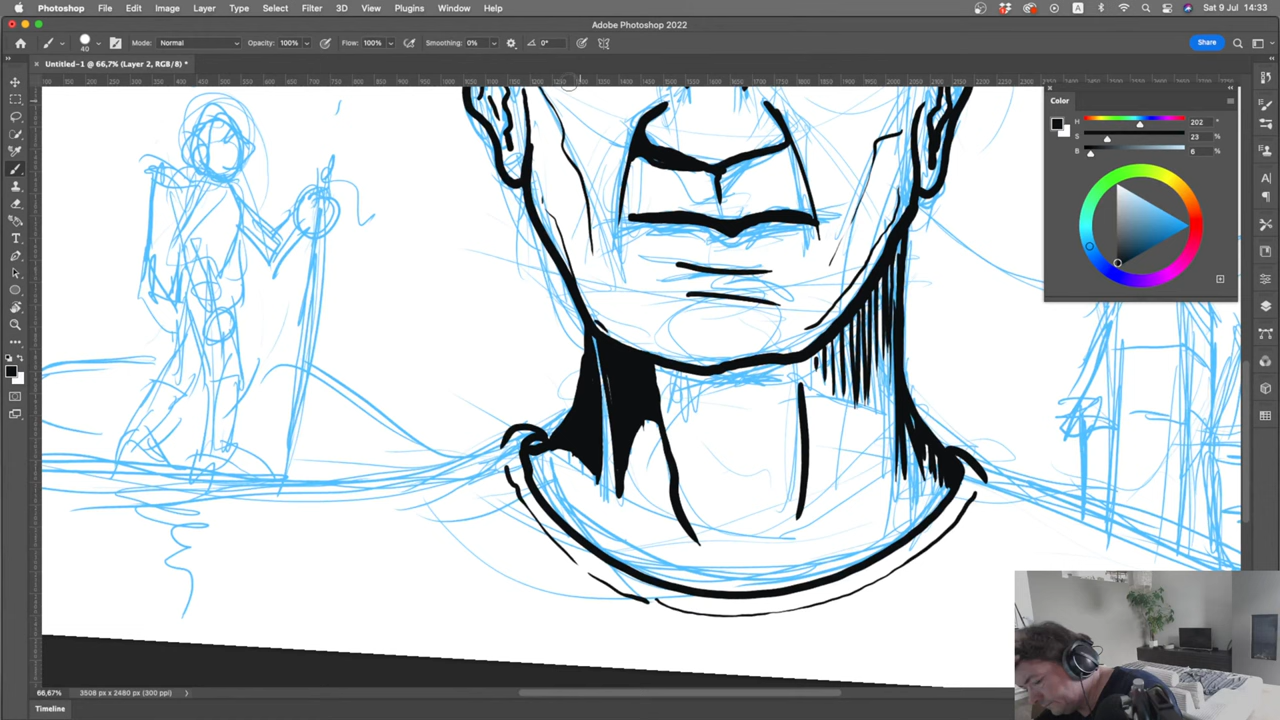 Photoshop File Edit Image Layer Type Select Filter 3D View Plugins Window Help A Sat 9 Jul 14:33
Adobe Photoshop 2022
40 Mode: Normal Opacity: 100% Flow: 100% Smoothing: 0% 0° Share
× Untitled-1 @ 66,7% (Layer 2, RGB/8) *
Color
H 202 °
S 23 %
B 6 %
66,67% 3508 px x 2480 px (300 ppi)
Timeline